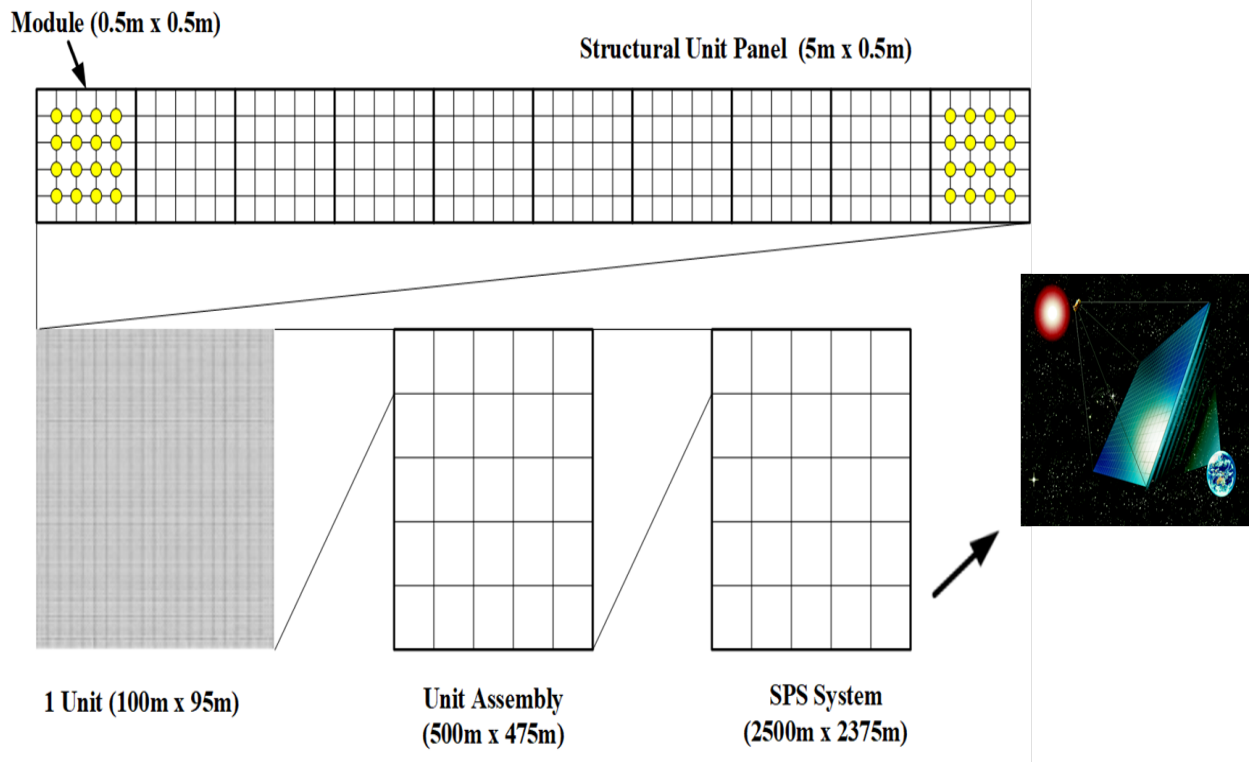 Module (0.5m x 0.5m)
Structural Unit Panel (5m x 0.5m)
1 Unit (100m x 95m)
Unit Assembly
(500m x 475m)
SPS System
(2500m x 2375m)